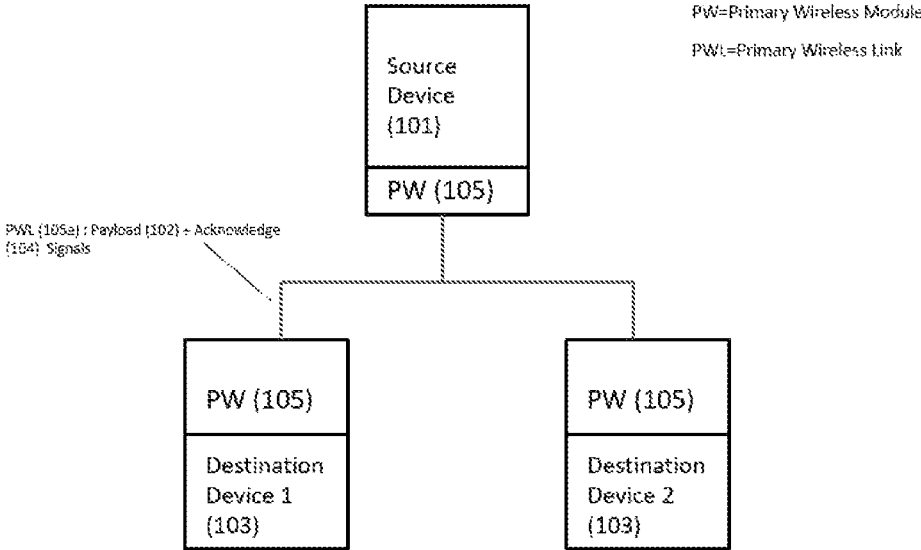 PW=Primary Wireless Module
PWL=Primary Wireless Link
Source
Device
(101)
PW (105)
PWL (105a) : Payload (102) + Acknowledge
(104) Signals
PW (105)
Destination
Device 1
(103)
PW (105)
Destination
Device 2
(103)